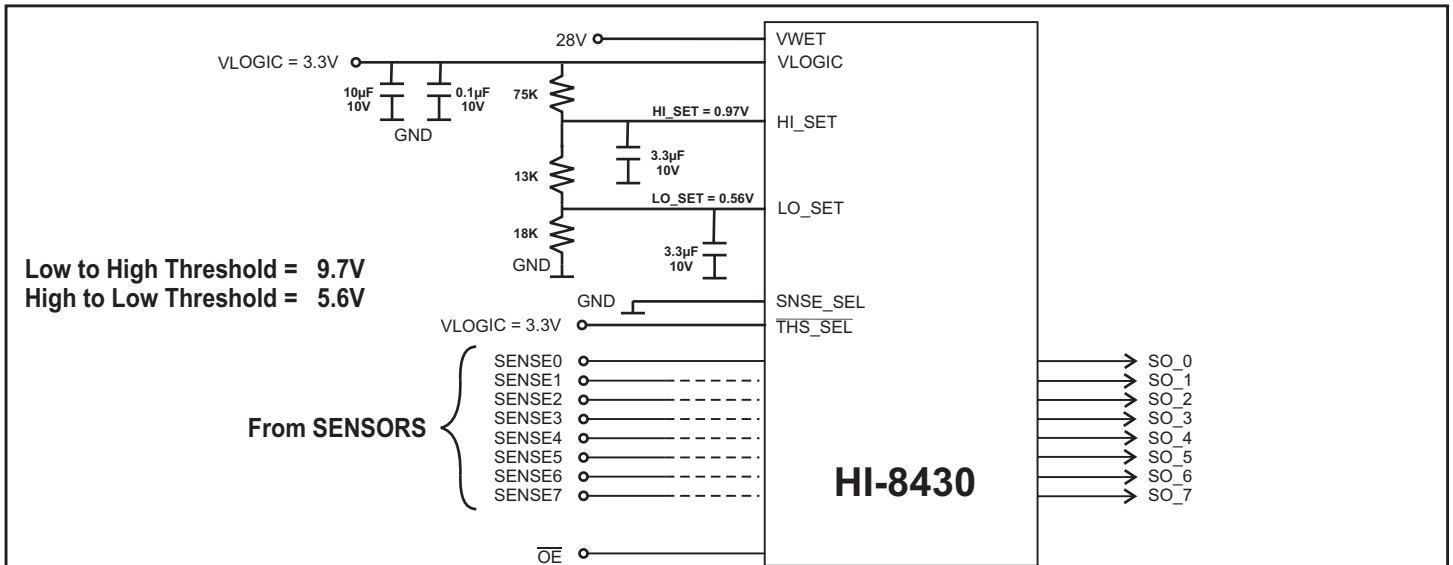 28V
VWET
VLOGIC = 3.3V
VLOGIC
10µF
10V
0.1µF
10V
GND
75K
HI_SET = 0.97V
HI_SET
3.3µF
10V
13K
LO_SET = 0.56V
LO_SET
18K
3.3µF
10V
GND
Low to High Threshold = 9.7V
High to Low Threshold = 5.6V
GND
SNSE_SEL
VLOGIC = 3.3V
THS_SEL
SENSE0
SO_0
SENSE1
SO_1
SENSE2
SO_2
SENSE3
SO_3
From SENSORS
SENSE4
SO_4
SENSE5
SO_5
SENSE6
SO_6
SENSE7
SO_7
HI-8430
OE